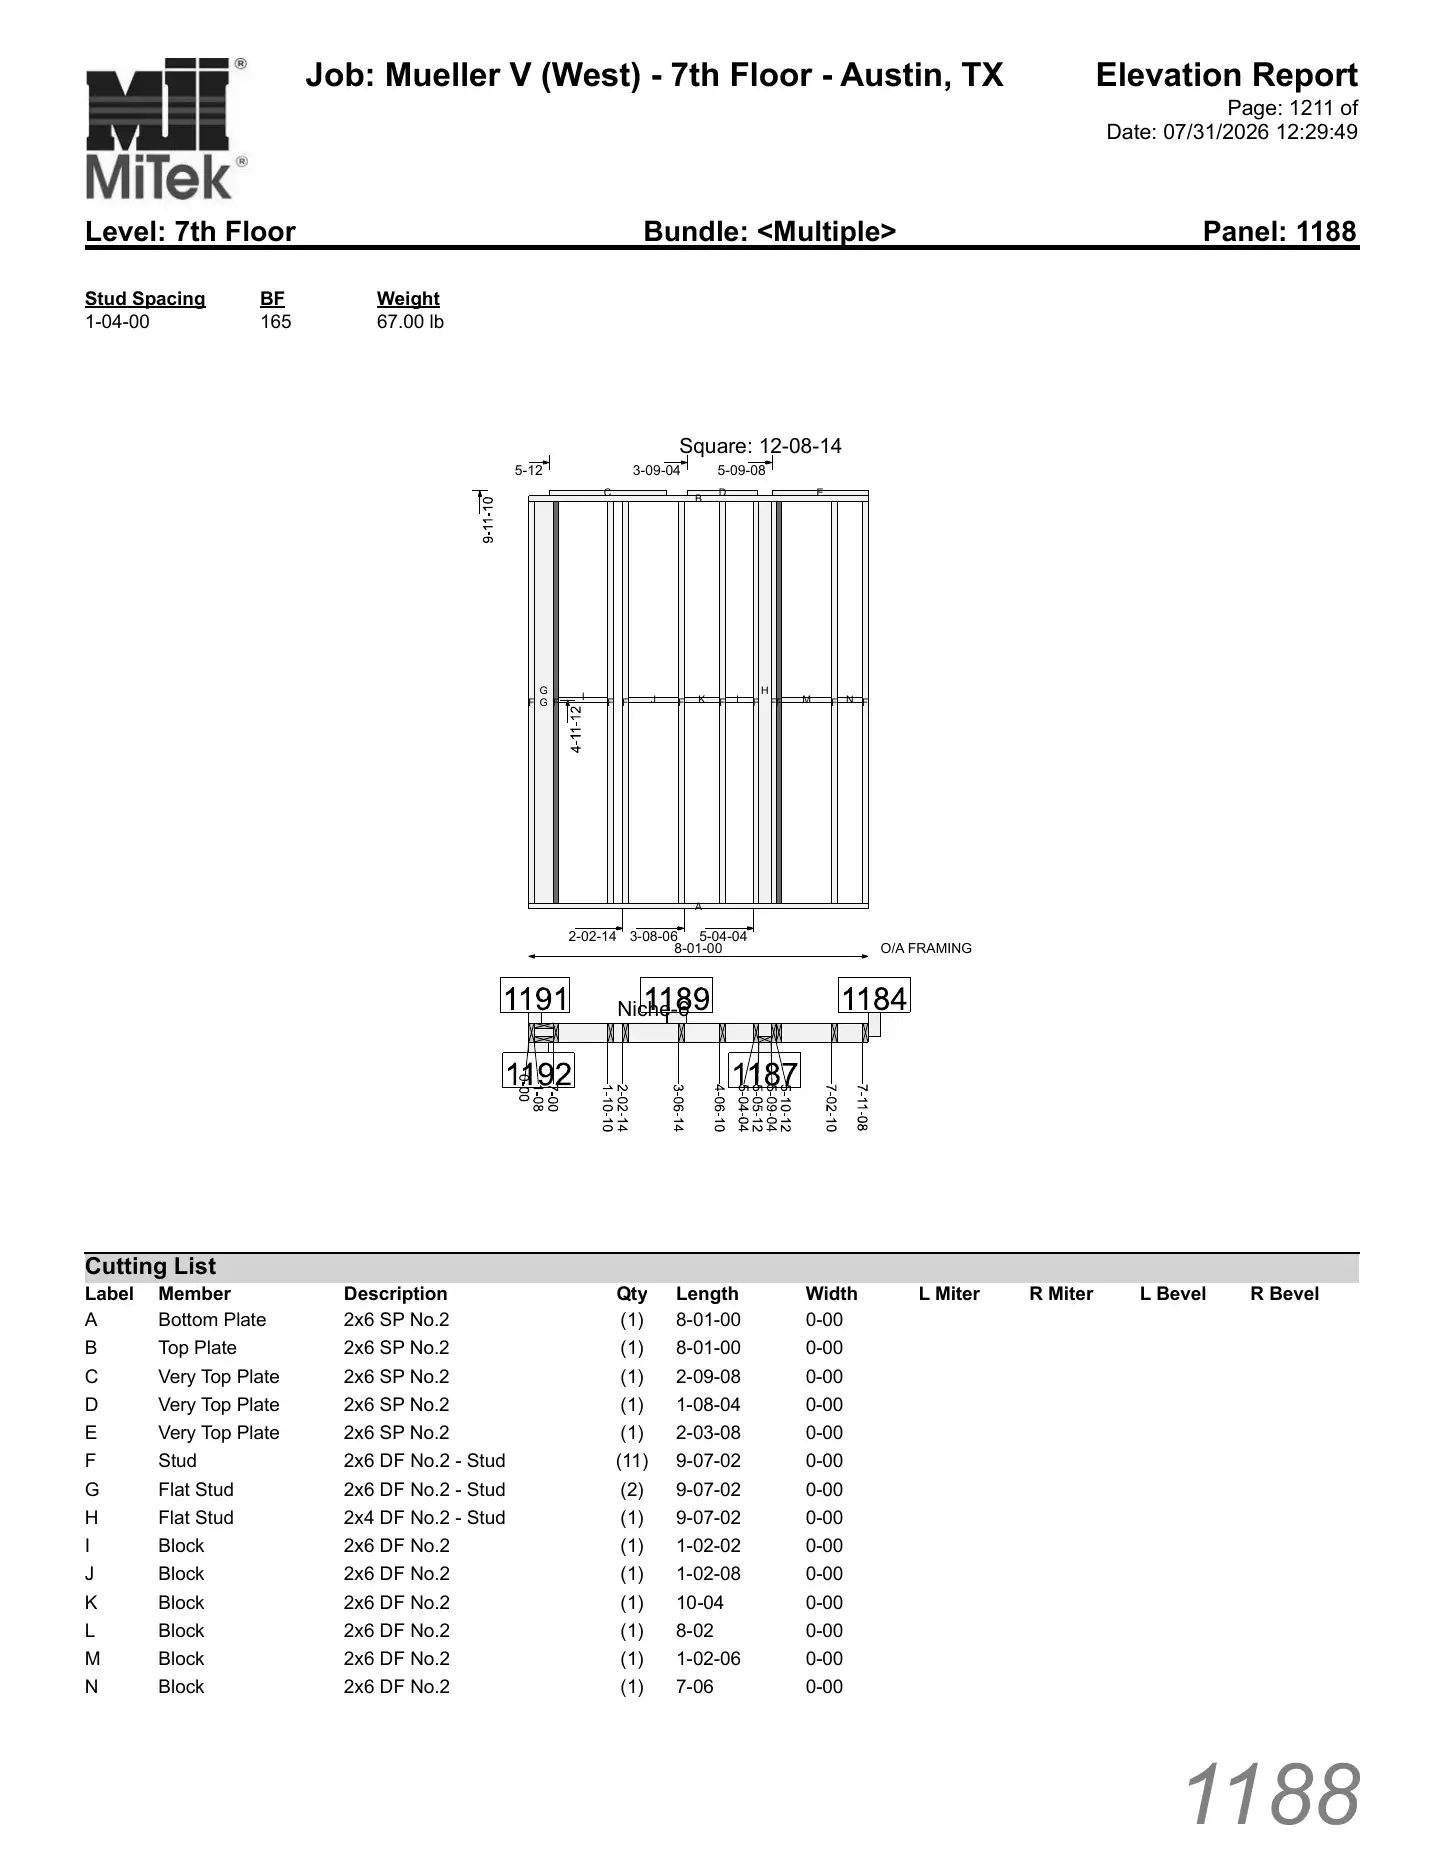 Job: Mueller V (West) - 7th Floor - Austin, TX
Elevation Report
Page: 1211 of
Date: 07/31/2026 12:29:49
MiTek®
Level: 7th Floor Bundle: <Multiple> Panel: 1188
Stud Spacing BF Weight
1-04-00 165 67.00 lb
Square: 12-08-14
5-12 3-09-04 5-09-08
C D E
B
9-11-10
G H
I
F G F F F J F K F L F F M F N F
4-11-12
A
2-02-14 3-08-06 5-04-04
8-01-00 O/A FRAMING
1191 1189 1184
Niche-6
1192 1187
0-00 1-08 7-00 1-10-10 2-02-14 3-06-14 4-06-10 5-04-04 5-05-12 5-09-04 5-10-12 7-02-10 7-11-08
Cutting List
Label Member Description Qty Length Width L Miter R Miter L Bevel R Bevel
A Bottom Plate 2x6 SP No.2 (1) 8-01-00 0-00
B Top Plate 2x6 SP No.2 (1) 8-01-00 0-00
C Very Top Plate 2x6 SP No.2 (1) 2-09-08 0-00
D Very Top Plate 2x6 SP No.2 (1) 1-08-04 0-00
E Very Top Plate 2x6 SP No.2 (1) 2-03-08 0-00
F Stud 2x6 DF No.2 - Stud (11) 9-07-02 0-00
G Flat Stud 2x6 DF No.2 - Stud (2) 9-07-02 0-00
H Flat Stud 2x4 DF No.2 - Stud (1) 9-07-02 0-00
I Block 2x6 DF No.2 (1) 1-02-02 0-00
J Block 2x6 DF No.2 (1) 1-02-08 0-00
K Block 2x6 DF No.2 (1) 10-04 0-00
L Block 2x6 DF No.2 (1) 8-02 0-00
M Block 2x6 DF No.2 (1) 1-02-06 0-00
N Block 2x6 DF No.2 (1) 7-06 0-00
1188